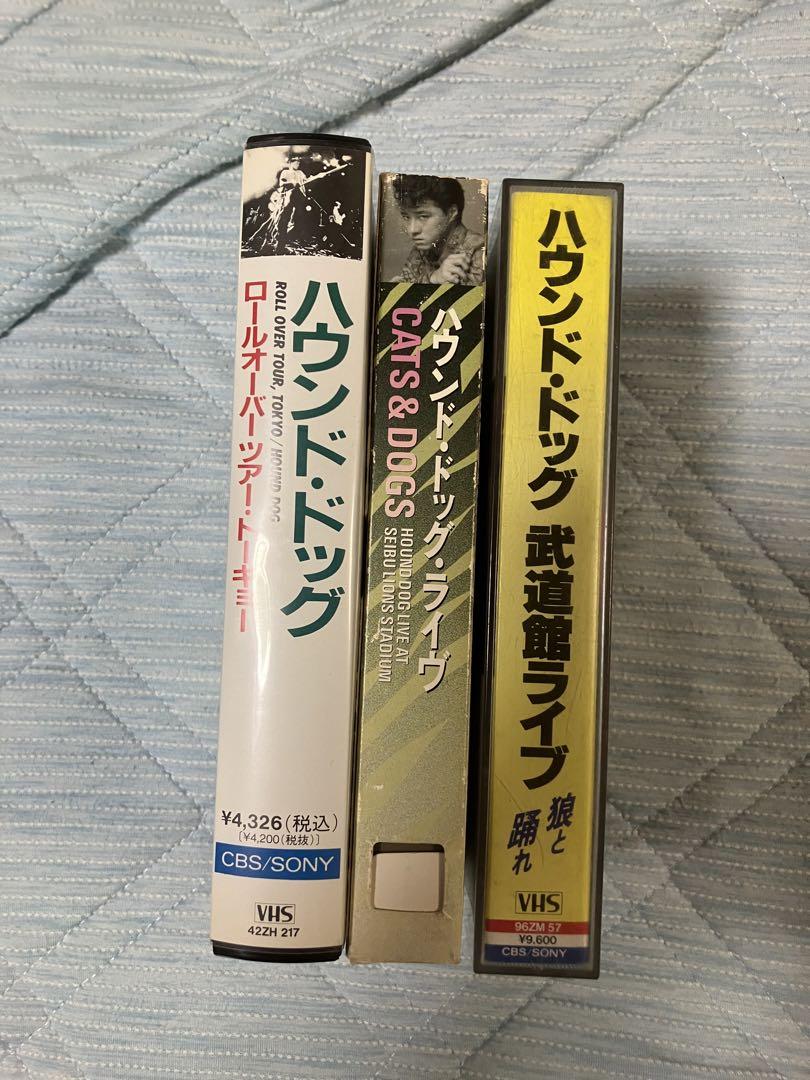 ハウンド・ドッグ
ROLL OVER TOUR, TOKYO / HOUND DOG
ロールオーバーツアー・トーキョー
¥4,326(税込)
〔¥4,200(税抜)〕
CBS/SONY
VHS
42ZH 217
ハウンド・ドッグ・ライヴ
CATS & DOGS
HOUND DOG LIVE AT
SEIBU LIONS STADIUM
ハウンド・ドッグ 武道館ライブ
狼と
踊れ
VHS
96ZM 57
¥9,600
CBS/SONY